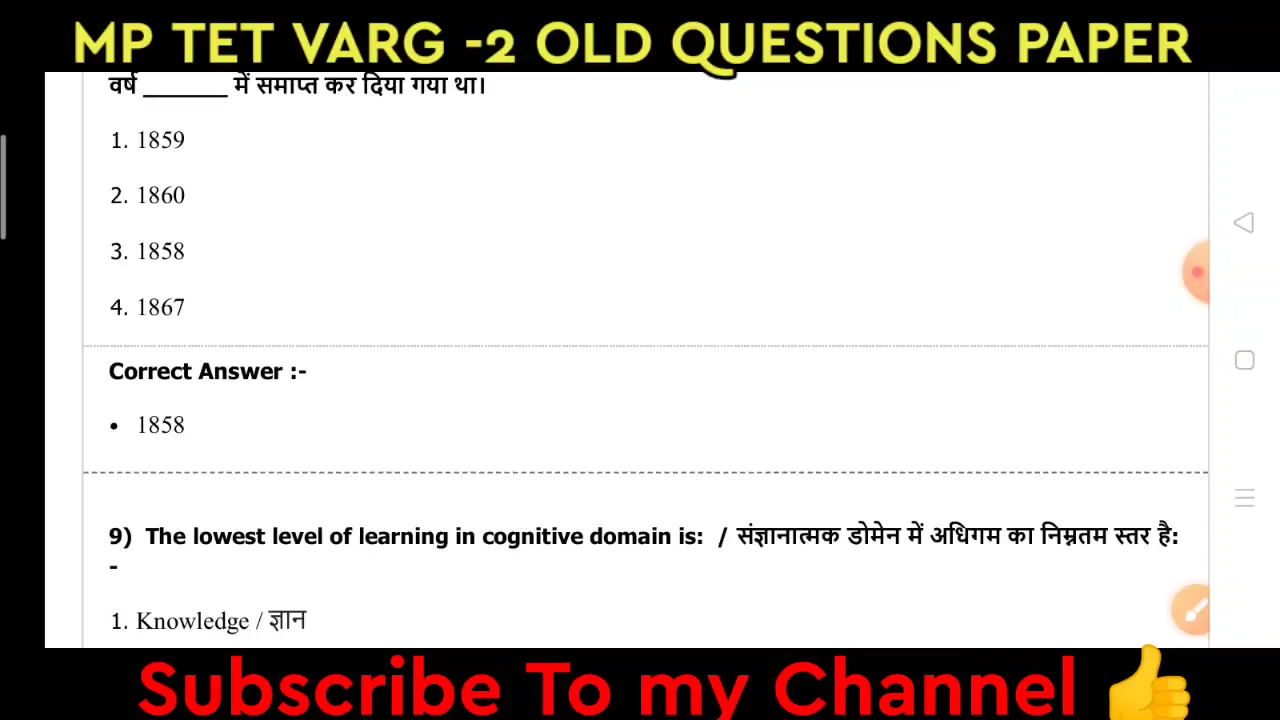 MP TET VARG -2 OLD QUESTIONS PAPER
वर्ष ______ में समाप्त कर दिया गया था।
1. 1859
2. 1860
3. 1858
4. 1867
Correct Answer :-
• 1858
9) The lowest level of learning in cognitive domain is: / संज्ञानात्मक डोमेन में अधिगम का निम्नतम स्तर है:
-
1. Knowledge / ज्ञान
Subscribe To my Channel 👍